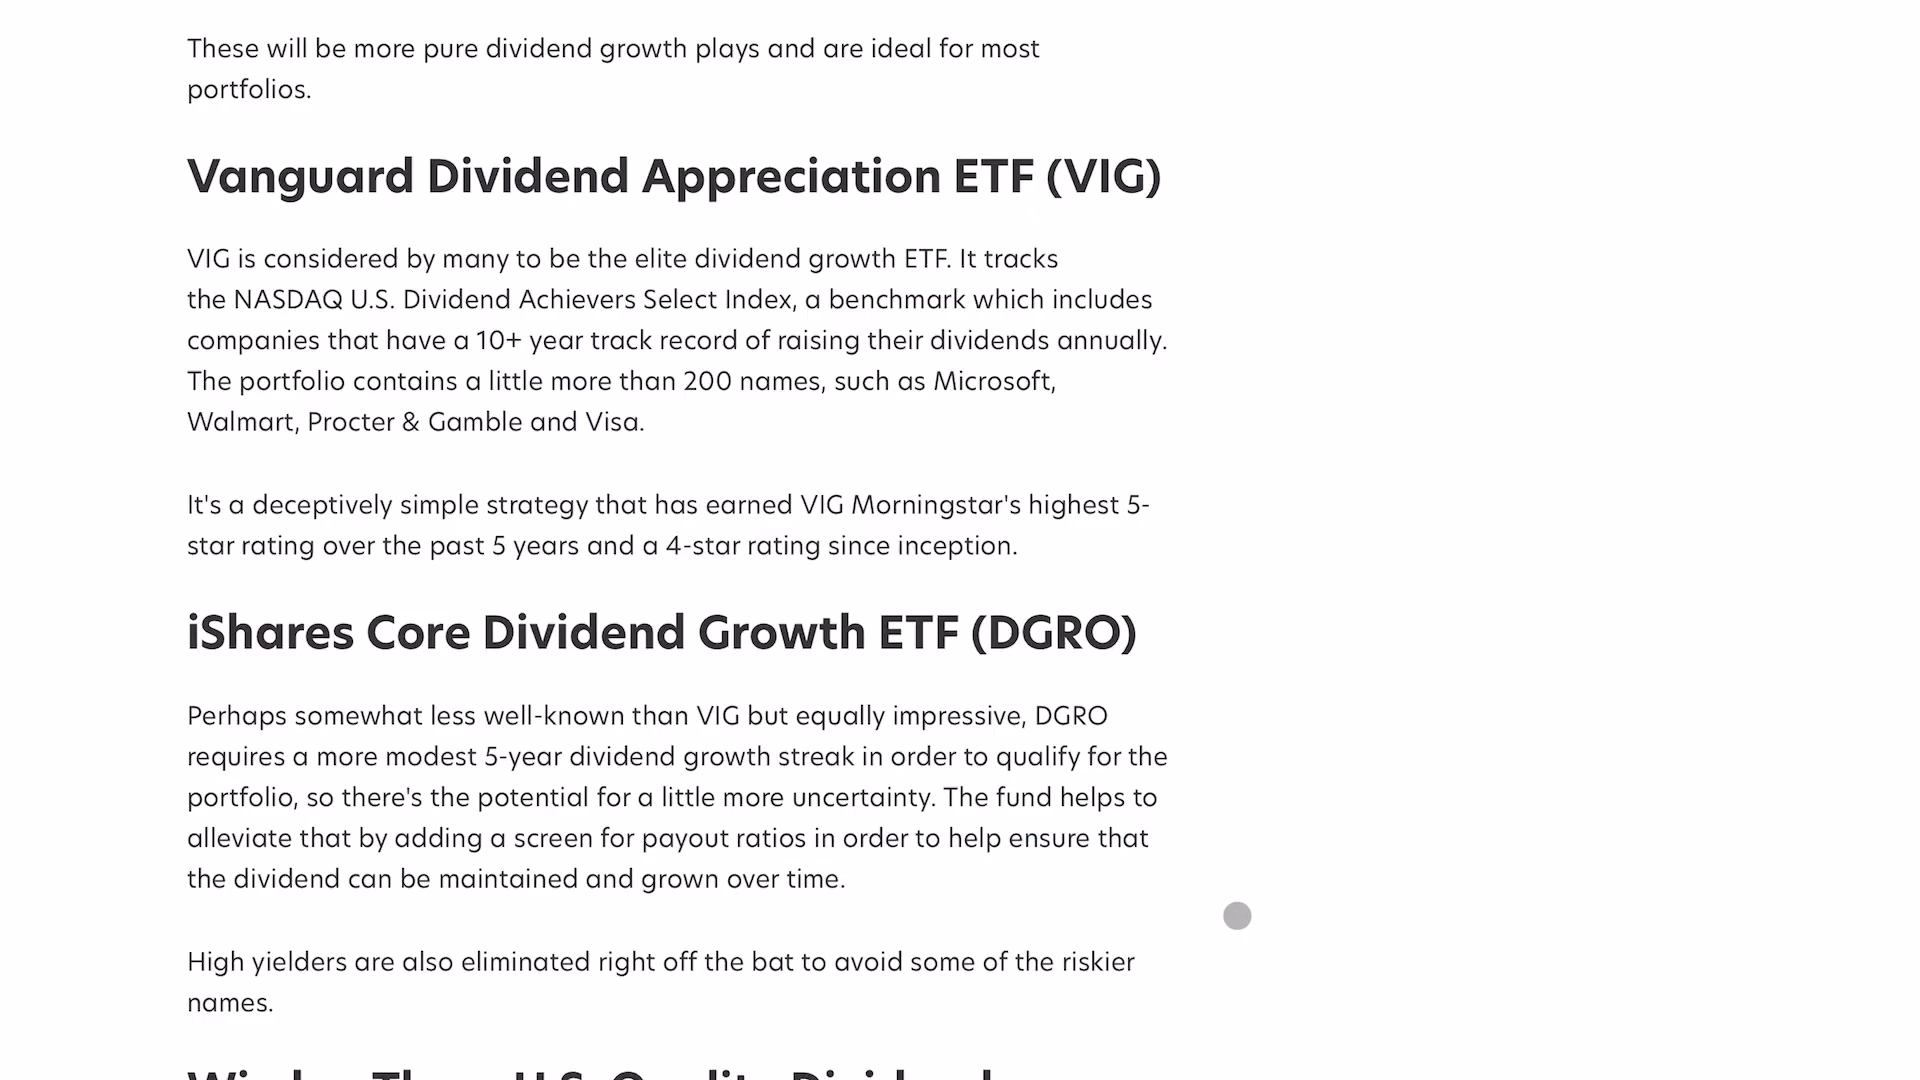 These will be more pure dividend growth plays and are ideal for most
portfolios.
Vanguard Dividend Appreciation ETF (VIG)
VIG is considered by many to be the elite dividend growth ETF. It tracks
the NASDAQ U.S. Dividend Achievers Select Index, a benchmark which includes
companies that have a 10+ year track record of raising their dividends annually.
The portfolio contains a little more than 200 names, such as Microsoft,
Walmart, Procter & Gamble and Visa.
It's a deceptively simple strategy that has earned VIG Morningstar's highest 5-
star rating over the past 5 years and a 4-star rating since inception.
iShares Core Dividend Growth ETF (DGRO)
Perhaps somewhat less well-known than VIG but equally impressive, DGRO
requires a more modest 5-year dividend growth streak in order to qualify for the
portfolio, so there's the potential for a little more uncertainty. The fund helps to
alleviate that by adding a screen for payout ratios in order to help ensure that
the dividend can be maintained and grown over time.
High yielders are also eliminated right off the bat to avoid some of the riskier
names.